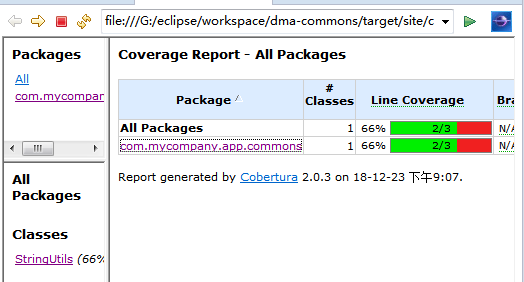 file:///G:/eclipse/workspace/dma-commons/target/site/c
Packages
All
com.mycompar
All
Packages
Classes
StringUtils (66%
Coverage Report - All Packages
Package # Classes Line Coverage Bra
All Packages 1 66% 2/3 N/A
com.mycompany.app.commons 1 66% 2/3 N/A
Report generated by Cobertura 2.0.3 on 18-12-23 下午9:07.